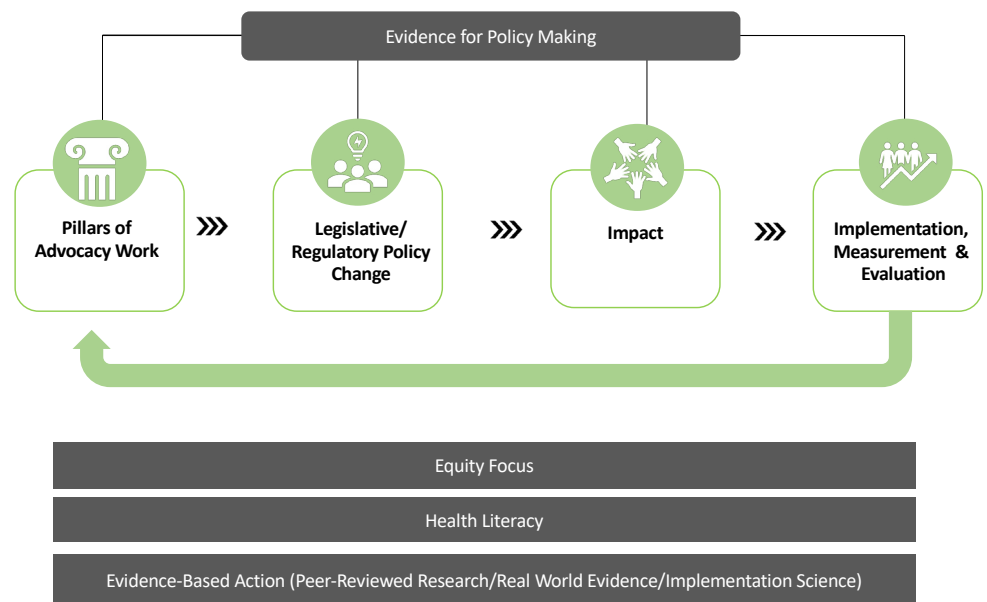 Evidence for Policy Making
Pillars of
Advocacy Work
Legislative/
Regulatory Policy
Change
Impact
Implementation,
Measurement &
Evaluation
Equity Focus
Health Literacy
Evidence-Based Action (Peer-Reviewed Research/Real World Evidence/Implementation Science)